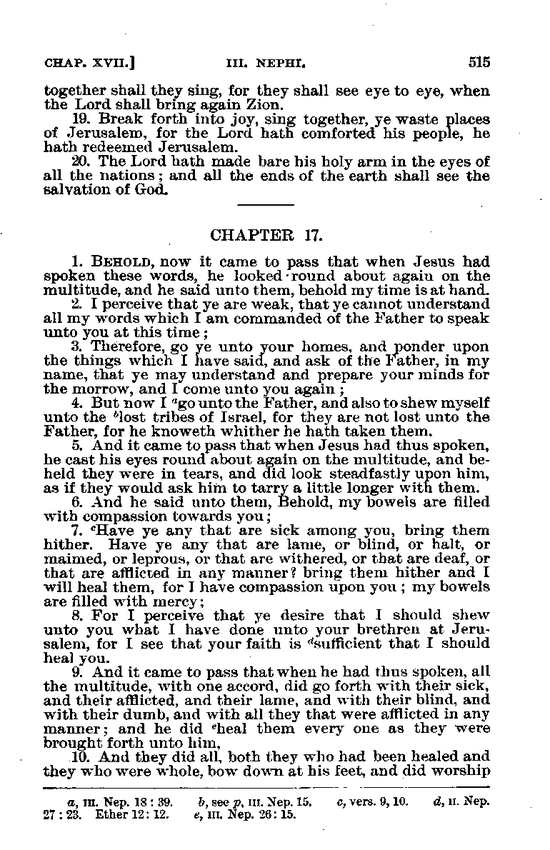 CHAP. XVII.] III. NEPHI. 515
together shall they sing, for they shall see eye to eye, when
the Lord shall bring again Zion.
19. Break forth into joy, sing together, ye waste places
of Jerusalem, for the Lord hath comforted his people, he
hath redeemed Jerusalem.
20. The Lord hath made bare his holy arm in the eyes of
all the nations; and all the ends of the earth shall see the
salvation of God.
CHAPTER 17.
1. BEHOLD, now it came to pass that when Jesus had
spoken these words, he looked round about again on the
multitude, and he said unto them, behold my time is at hand.
2. I perceive that ye are weak, that ye cannot understand
all my words which I am commanded of the Father to speak
unto you at this time;
3. Therefore, go ye unto your homes, and ponder upon
the things which I have said, and ask of the Father, in my
name, that ye may understand and prepare your minds for
the morrow, and I come unto you again;
4. But now I ᵃgo unto the Father, and also to shew myself
unto the ᵇlost tribes of Israel, for they are not lost unto the
Father, for he knoweth whither he hath taken them.
5. And it came to pass that when Jesus had thus spoken,
he cast his eyes round about again on the multitude, and be-
held they were in tears, and did look steadfastly upon him,
as if they would ask him to tarry a little longer with them.
6. And he said unto them, Behold, my bowels are filled
with compassion towards you;
7. ᶜHave ye any that are sick among you, bring them
hither. Have ye any that are lame, or blind, or halt, or
maimed, or leprous, or that are withered, or that are deaf, or
that are afflicted in any manner? bring them hither and I
will heal them, for I have compassion upon you; my bowels
are filled with mercy;
8. For I perceive that ye desire that I should shew
unto you what I have done unto your brethren at Jeru-
salem, for I see that your faith is ᵈsufficient that I should
heal you.
9. And it came to pass that when he had thus spoken, all
the multitude, with one accord, did go forth with their sick,
and their afflicted, and their lame, and with their blind, and
with their dumb, and with all they that were afflicted in any
manner; and he did ᵉheal them every one as they were
brought forth unto him.
10. And they did all, both they who had been healed and
they who were whole, bow down at his feet, and did worship
a, III. Nep. 18: 39. b, see p, III. Nep. 15. c, vers. 9, 10. d, II. Nep.
27: 23. Ether 12: 12. e, III. Nep. 26: 15.